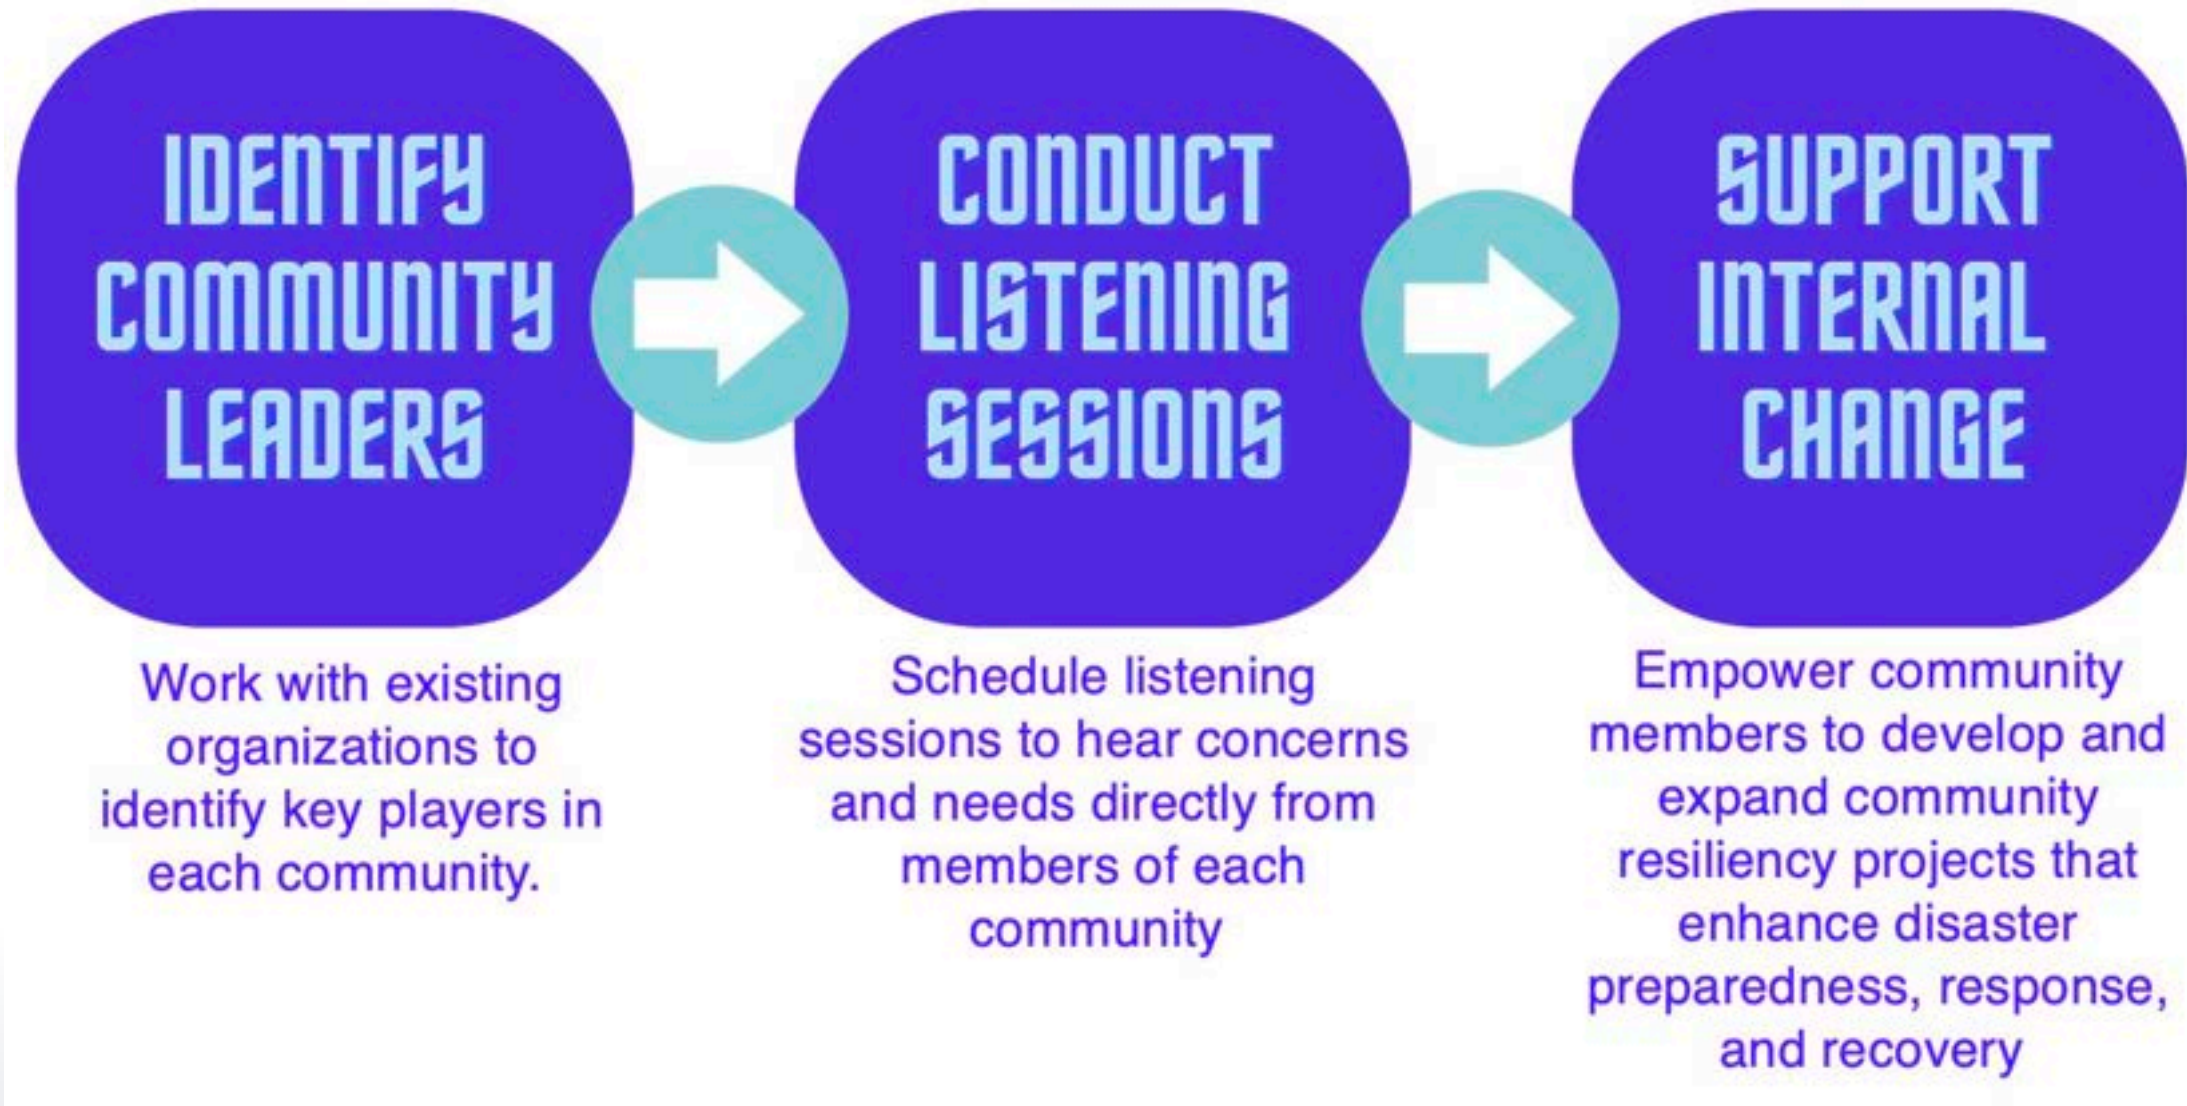 IDENTIFY
COMMUNITY
LEADERS
Work with existing
organizations to
identify key players in
each community.
CONDUCT
LISTENING
SESSIONS
Schedule listening
sessions to hear concerns
and needs directly from
members of each
community
SUPPORT
INTERNAL
CHANGE
Empower community
members to develop and
expand community
resiliency projects that
enhance disaster
preparedness, response,
and recovery